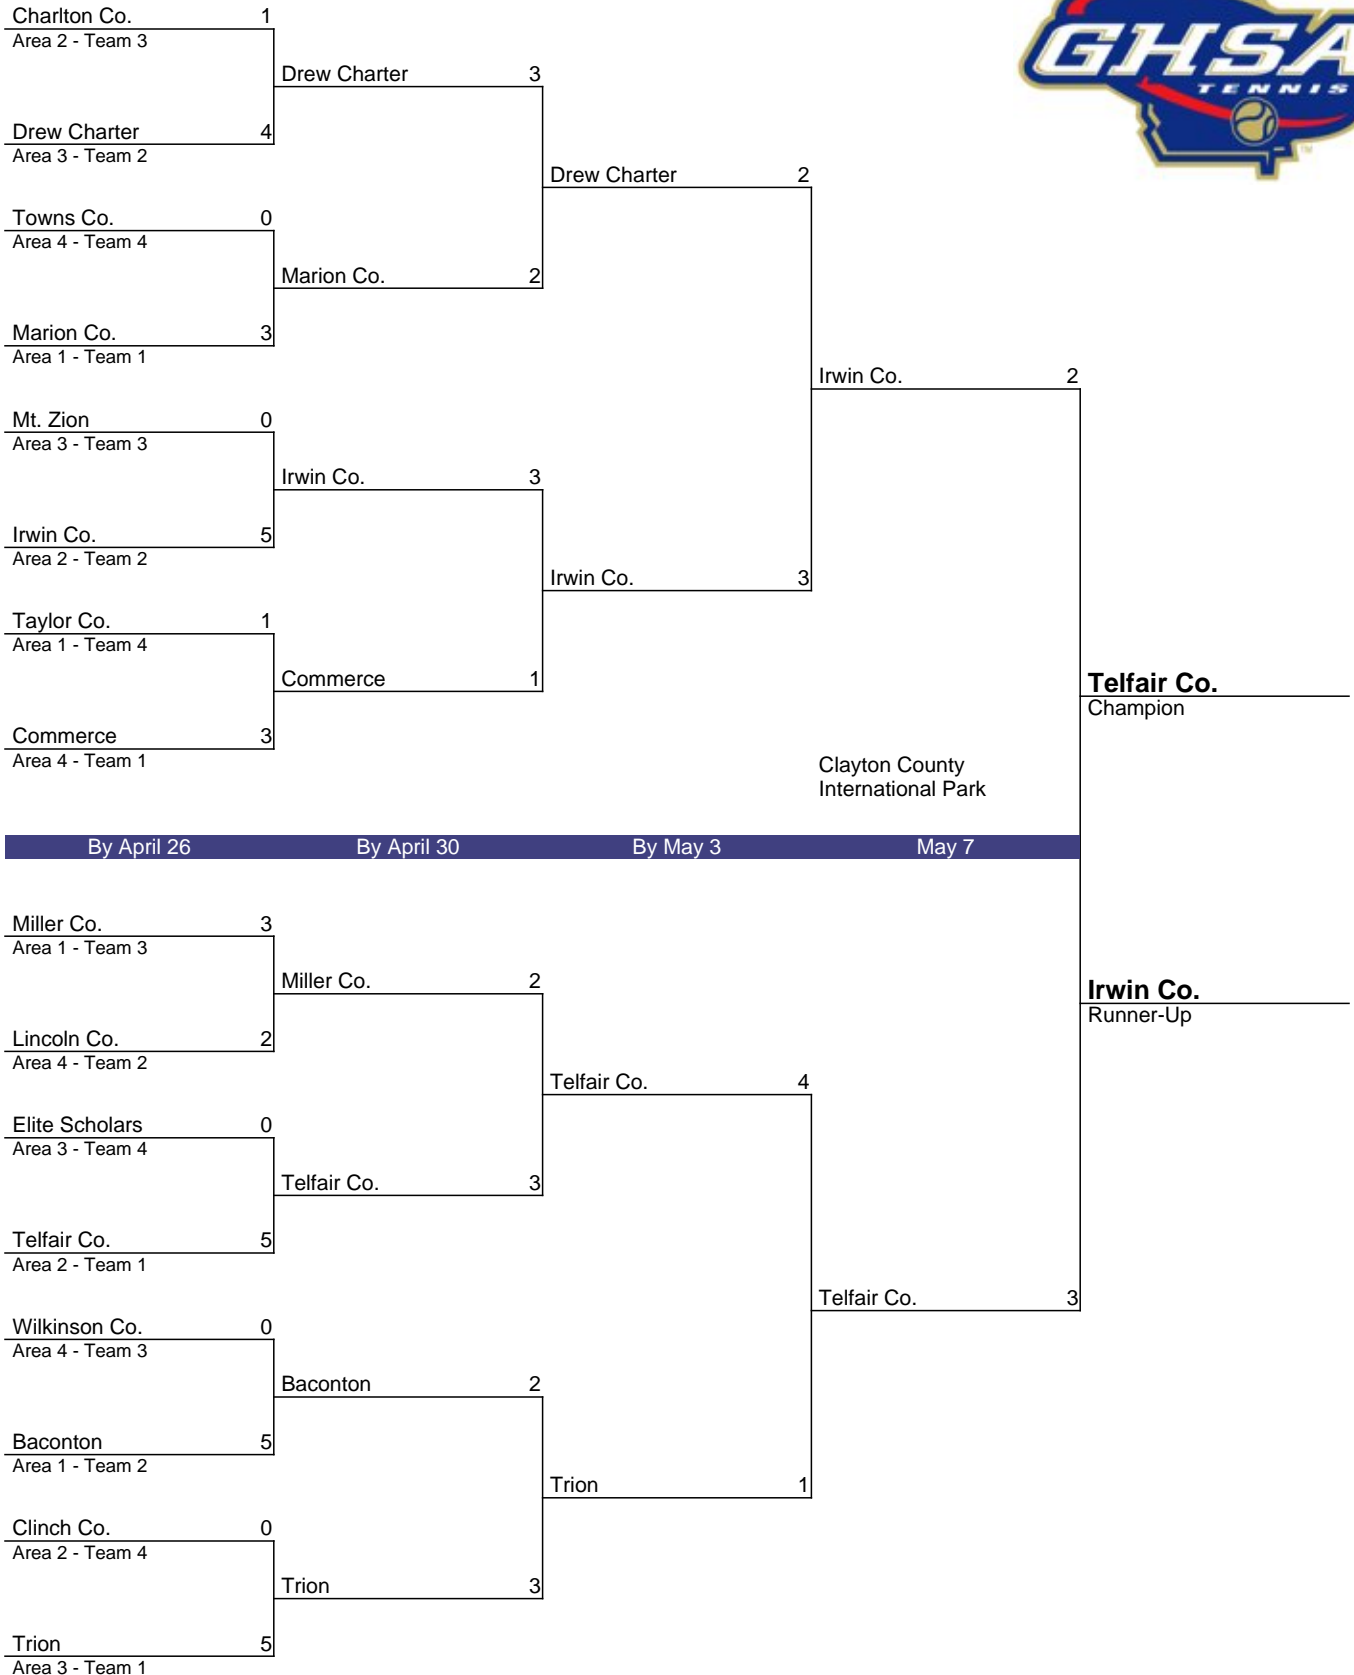 GHSA
TENNIS
TM
Charlton Co. 1
Area 2 - Team 3
Drew Charter 3
Drew Charter 4
Area 3 - Team 2
Drew Charter 2
Towns Co. 0
Area 4 - Team 4
Marion Co. 2
Marion Co. 3
Area 1 - Team 1
Irwin Co. 2
Mt. Zion 0
Area 3 - Team 3
Irwin Co. 3
Irwin Co. 5
Area 2 - Team 2
Irwin Co. 3
Taylor Co. 1
Area 1 - Team 4
Commerce 1
Telfair Co.
Champion
Commerce 3
Area 4 - Team 1
Clayton County
International Park
By April 26 By April 30 By May 3 May 7
Miller Co. 3
Area 1 - Team 3
Miller Co. 2
Irwin Co.
Runner-Up
Lincoln Co. 2
Area 4 - Team 2
Telfair Co. 4
Elite Scholars 0
Area 3 - Team 4
Telfair Co. 3
Telfair Co. 5
Area 2 - Team 1
Telfair Co. 3
Wilkinson Co. 0
Area 4 - Team 3
Baconton 2
Baconton 5
Area 1 - Team 2
Trion 1
Clinch Co. 0
Area 2 - Team 4
Trion 3
Trion 5
Area 3 - Team 1